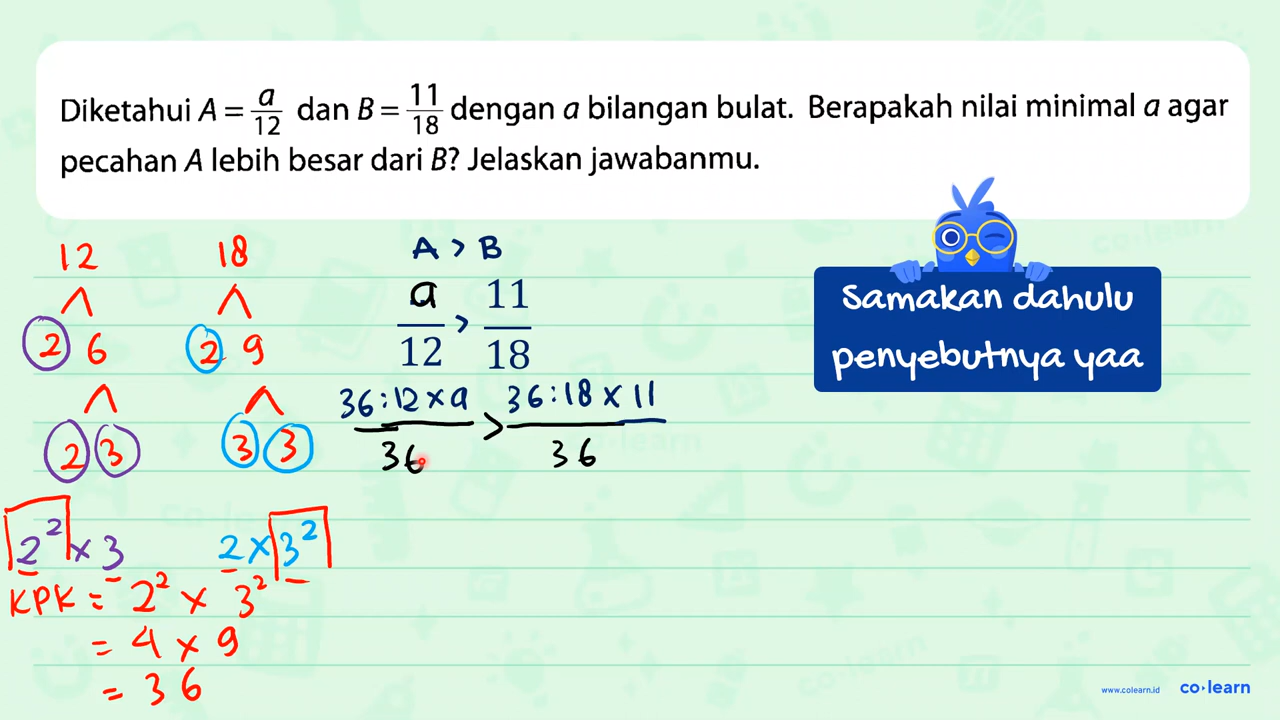 Diketahui A = a/12 dan B = 11/18 dengan a bilangan bulat. Berapakah nilai minimal a agar
pecahan A lebih besar dari B? Jelaskan jawabanmu.
12 18
2 6 2 9
2 3 3 3
2² × 3 2 × 3²
KPK = 2² × 3²
= 4 × 9
= 36
A > B
a/12 > 11/18
36:12 × a/36 > 36:18 × 11/36
Samakan dahulu
penyebutnya yaa
www.colearn.id co·learn